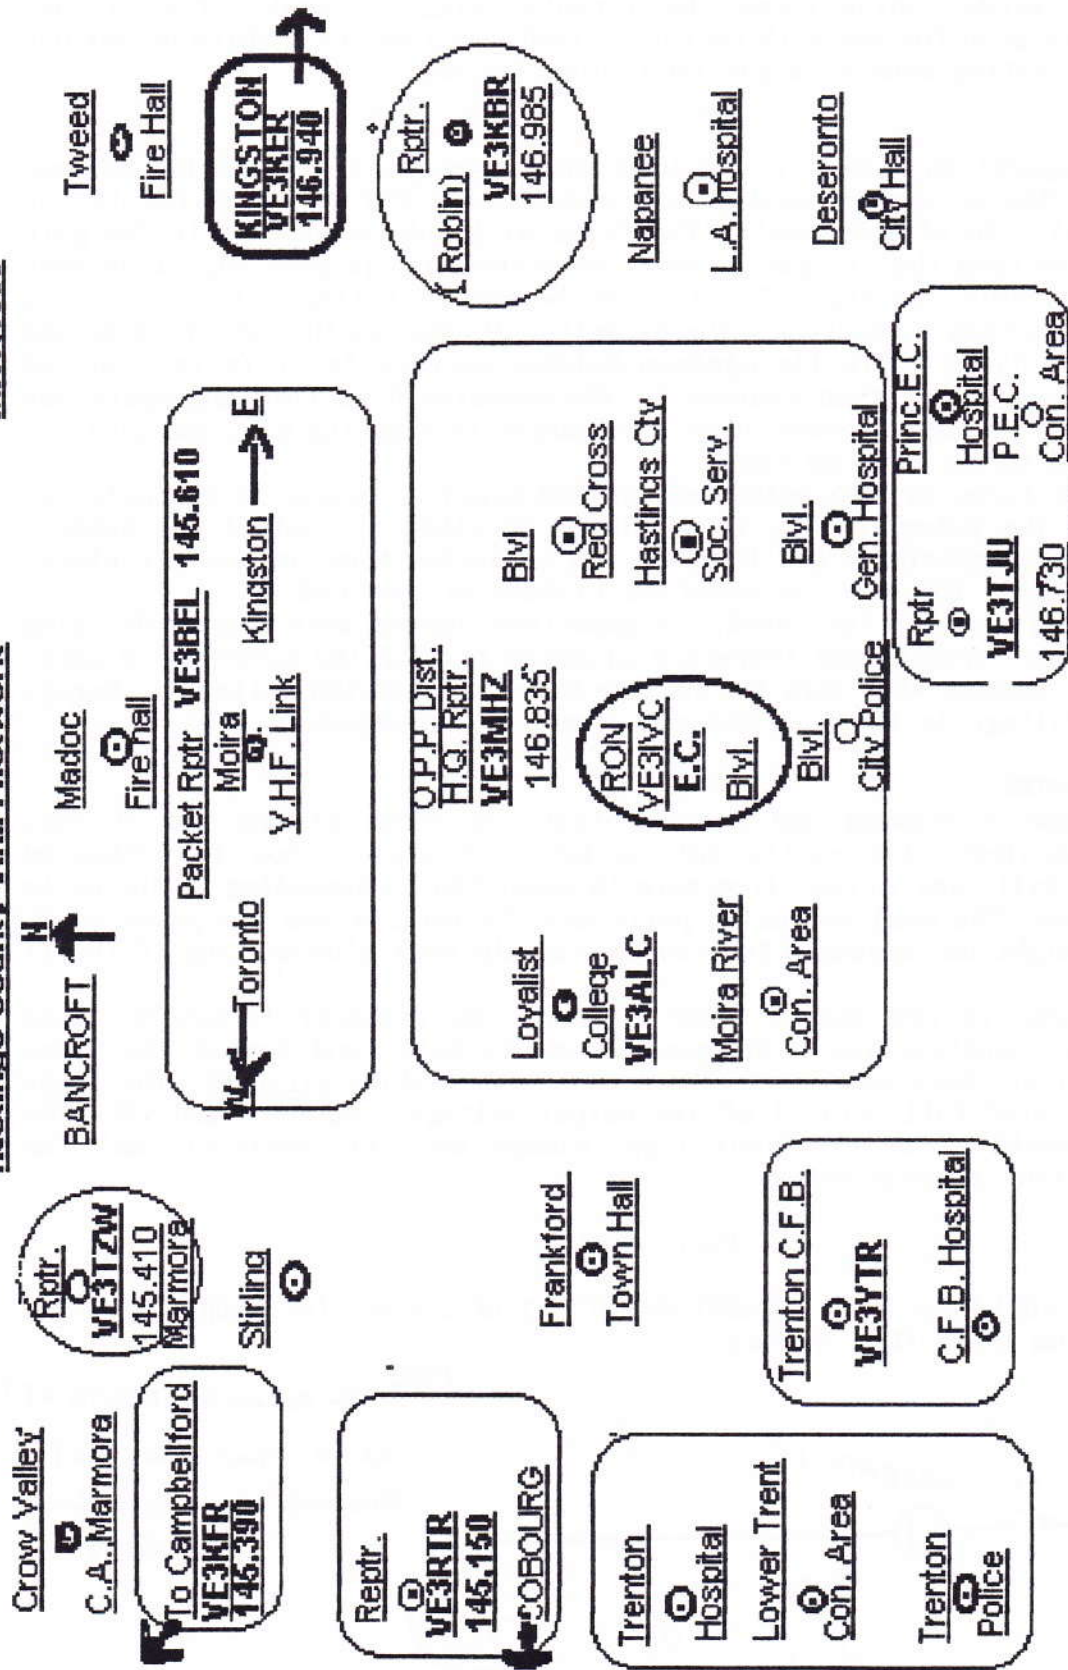 Hastings County VHF NETWORK
N
BANCROFT
Crow Valley
C.A. Marmora
To Campbellford
VE3KFR
145.390
Rptr.
VE3TZW
145.410
Marmora
Stirling
Madoc
Fire hall
Packet Rptr VE3BEL 145.610
Moira
V.H.F. Link
W
Toronto
Kingston
E
Tweed
Fire Hall
KINGSTON
VE3KER
146.940
Rptr.
( Roblin)
VE3KBR
146.985
Reptr.
VE3RTR
145.150
COBOURG
Frankford
Town Hall
O.P.P Dist.
H.Q. Rptr.
VE3MHZ
146.835
Loyalist
College
VE3ALC
Moira River
Con. Area
RON
VE3IVC
E.C.
Blvl.
Blvl
Red Cross
Hastings Cty
Soc. Serv.
Blvl.
Gen. Hospital
Blvl
City Police
Napanee
L.A. Hospital
Deseronto
City Hall
Trenton
Hospital
Lower Trent
Con. Area
Trenton
Police
Trenton C.F.B.
VE3YTR
C.F.B. Hospital
Rptr
VE3TJU
146.730
Princ.E.C.
Hospital
P.E.C.
Con. Area